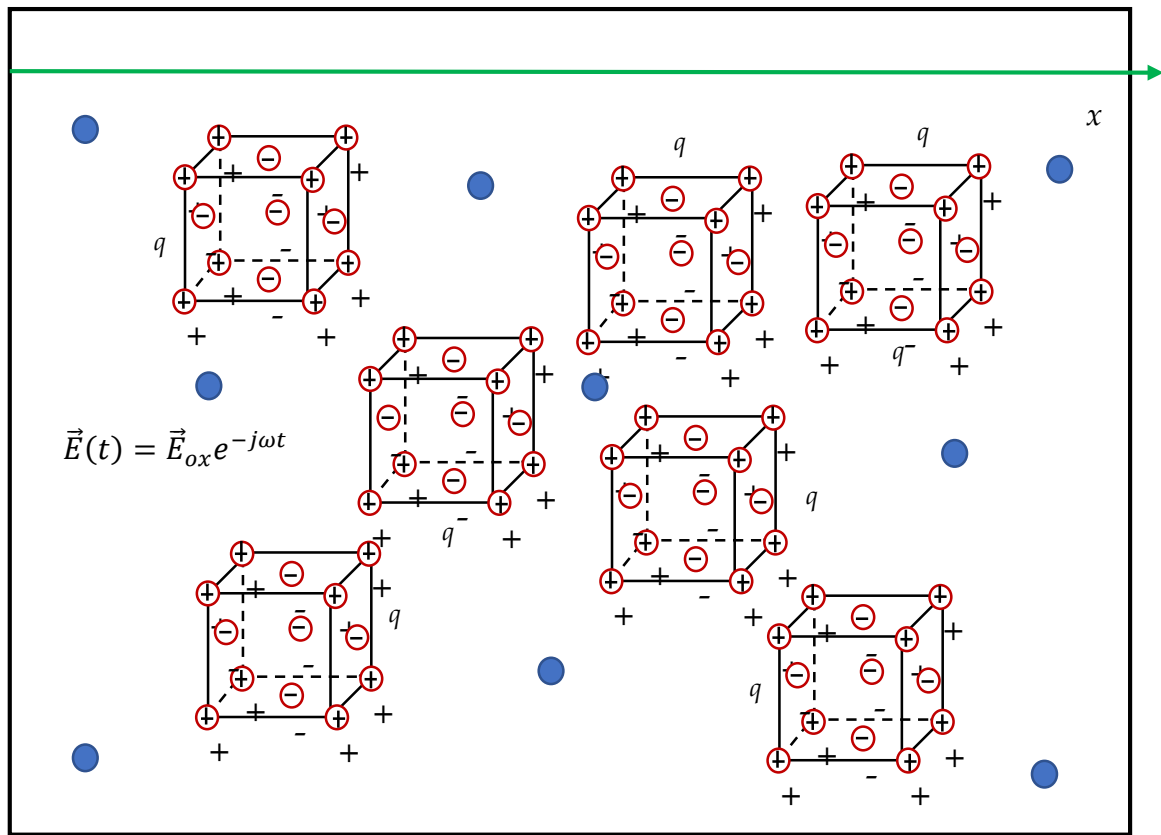 x
q
q
q
q-
E⃗(t) = E⃗ₒₓe^{-jωt}
q
q-
q
q